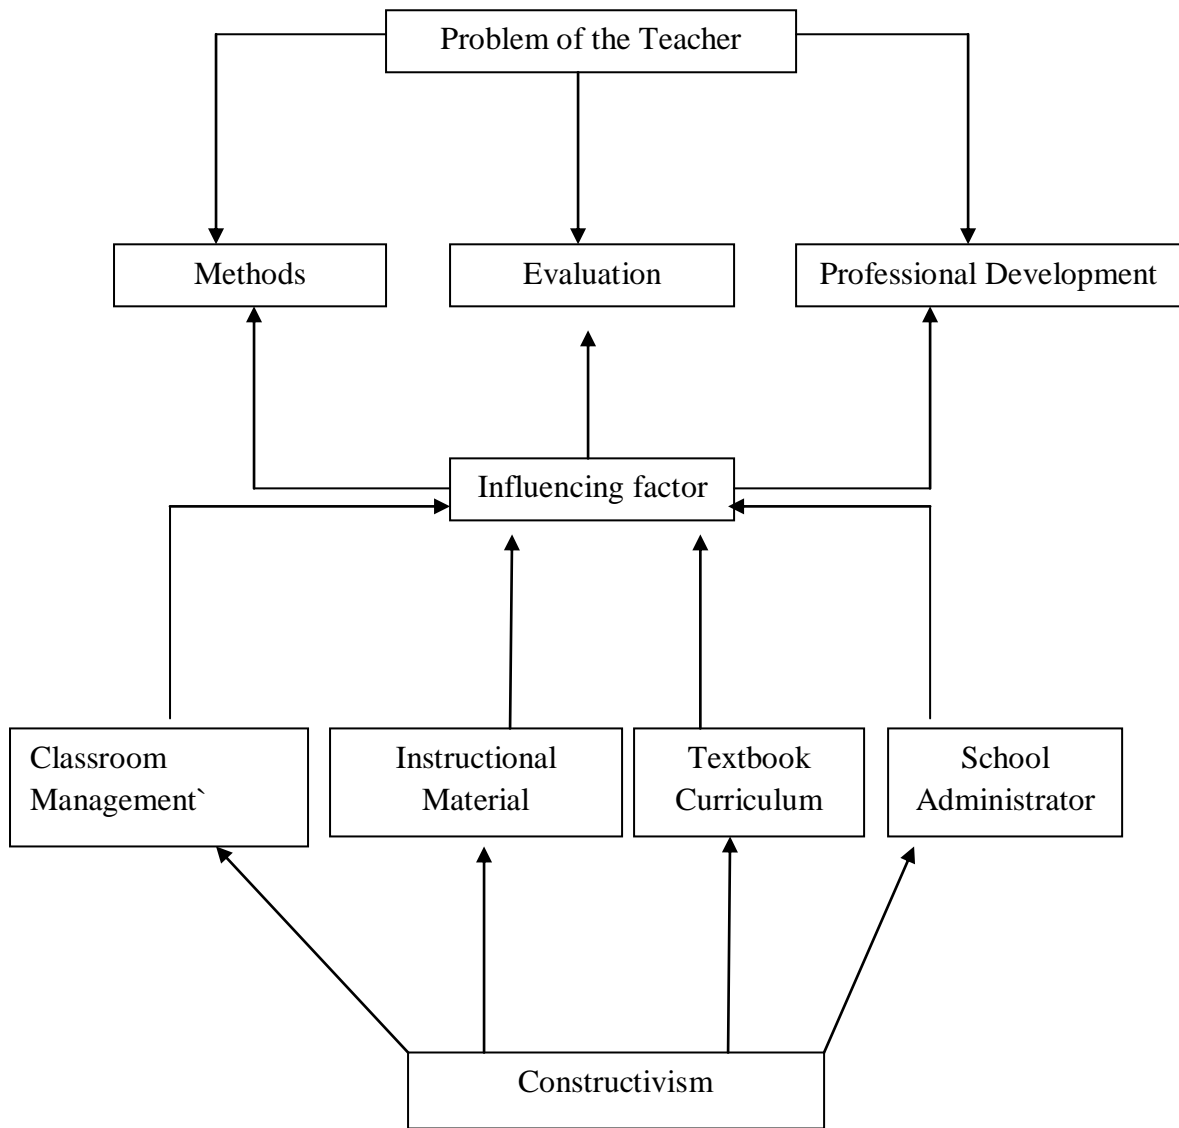 Problem of the Teacher
Methods
Evaluation
Professional Development
Influencing factor
Classroom
Management`
Instructional
Material
Textbook
Curriculum
School
Administrator
Constructivism